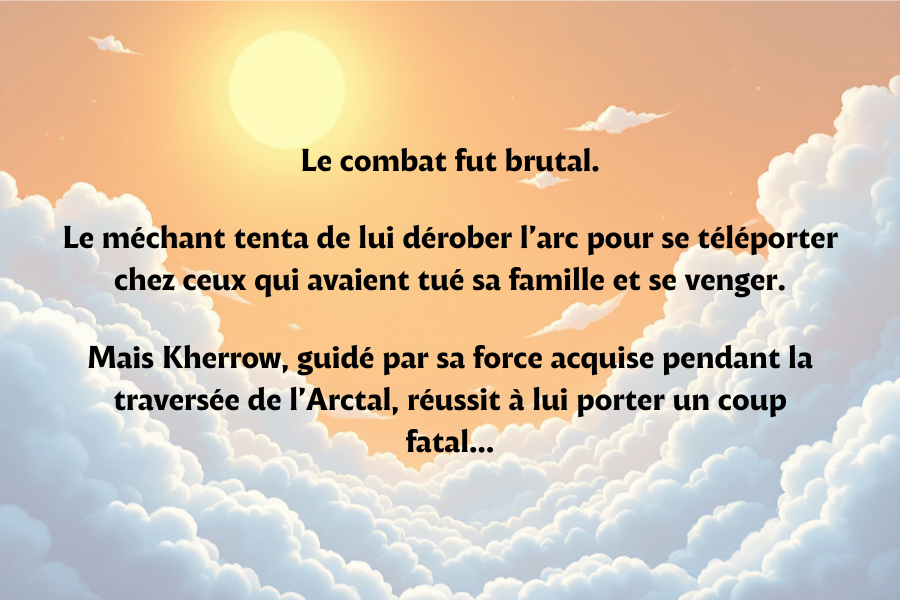 Le combat fut brutal.
Le méchant tenta de lui dérober l’arc pour se téléporter
chez ceux qui avaient tué sa famille et se venger.
Mais Kherrow, guidé par sa force acquise pendant la
traversée de l’Arctal, réussit à lui porter un coup
fatal...